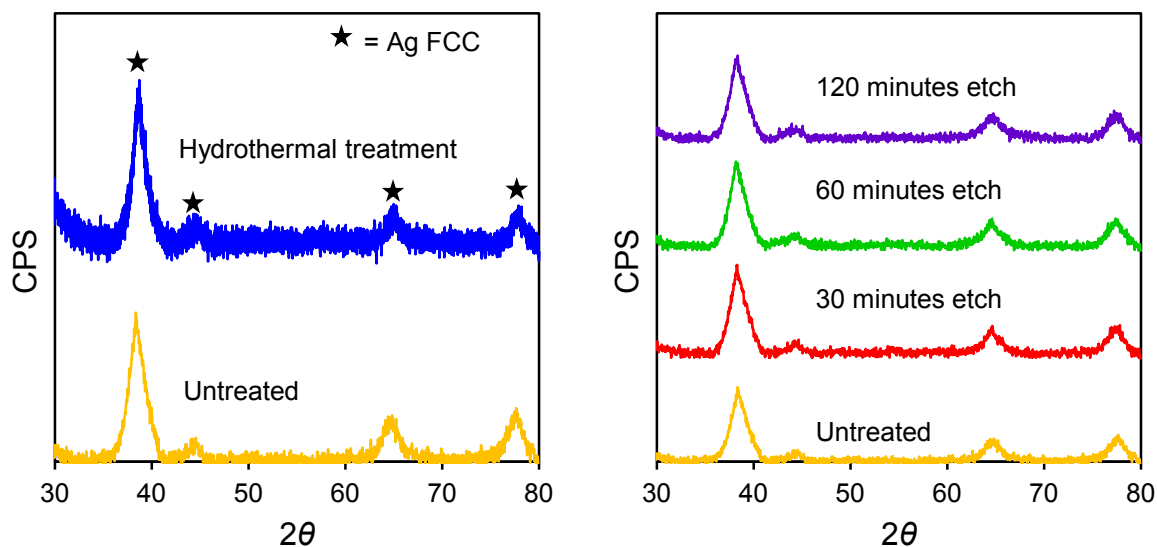 ★ = Ag FCC
Hydrothermal treatment
Untreated
CPS
30 40 50 60 70 80
2θ
120 minutes etch
60 minutes etch
30 minutes etch
Untreated
CPS
30 40 50 60 70 80
2θ